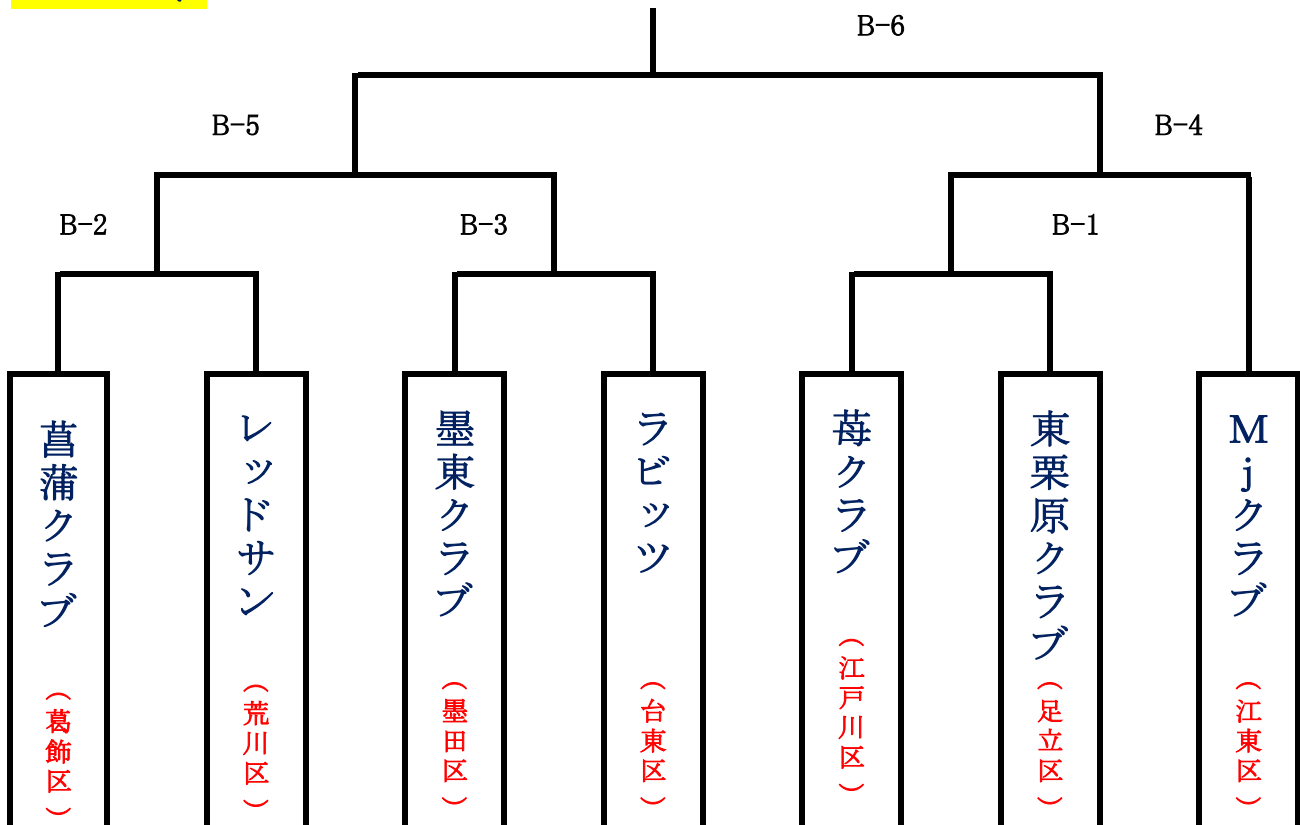 B-6
B-5
B-4
B-2
B-3
B-1
菖蒲クラブ
（葛飾区）
レッドサン
（荒川区）
墨東クラブ
（墨田区）
ラビッツ
（台東区）
苺クラブ
（江戸川区）
東栗原クラブ
（足立区）
Mjクラブ
（江東区）